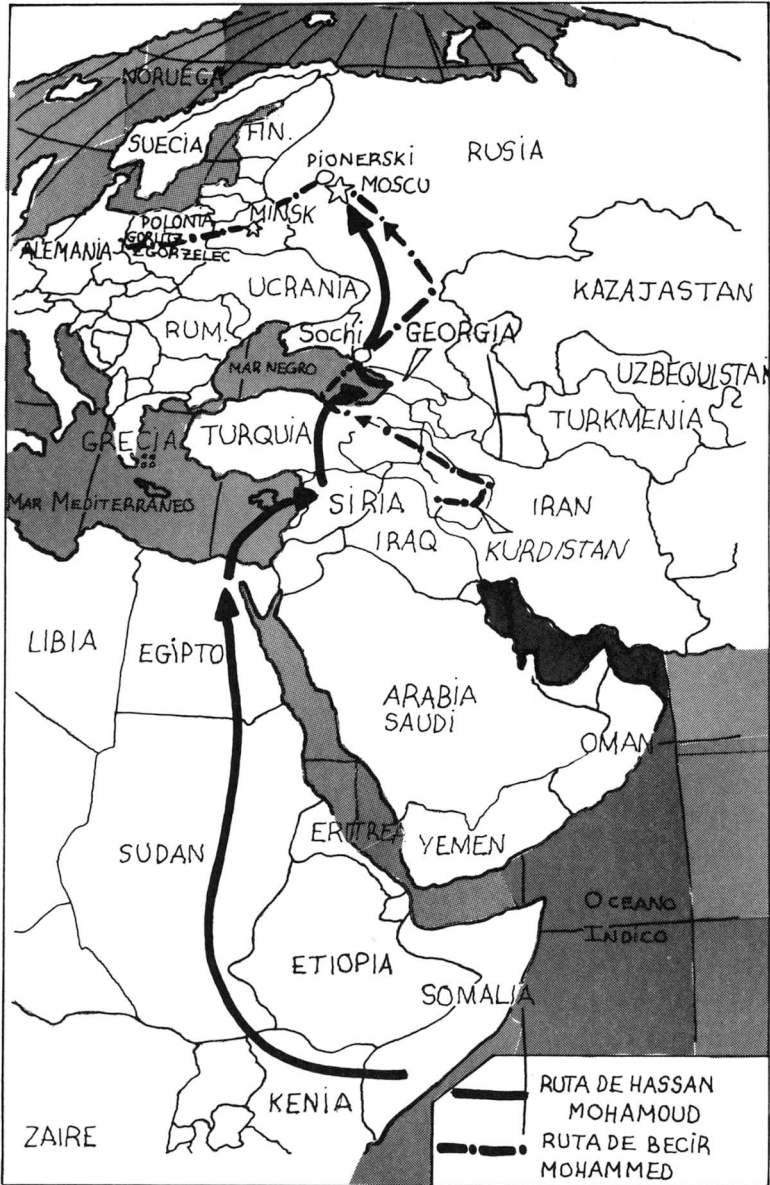 NORUEGA
SUECIA
FIN.
RUSIA
PIONERSKI
MOSCU
MINSK
POLONIA
GORLITZ
ZGORZELEC
ALEMANIA
UCRANIA
KAZAJASTAN
RUM.
Sochi
GEORGIA
MAR NEGRO
UZBEQUISTAN
TURKMENIA
GRECIA
TURQUIA
MAR MEDITERRANEO
SIRIA
IRAN
IRAQ
KURDISTAN
LIBIA
EGIPTO
ARABIA
SAUDI
OMAN
SUDAN
ERITREA
YEMEN
OCEANO
INDICO
ETIOPIA
SOMALIA
KENIA
ZAIRE
RUTA DE HASSAN
MOHAMOUD
RUTA DE BECIR
MOHAMMED